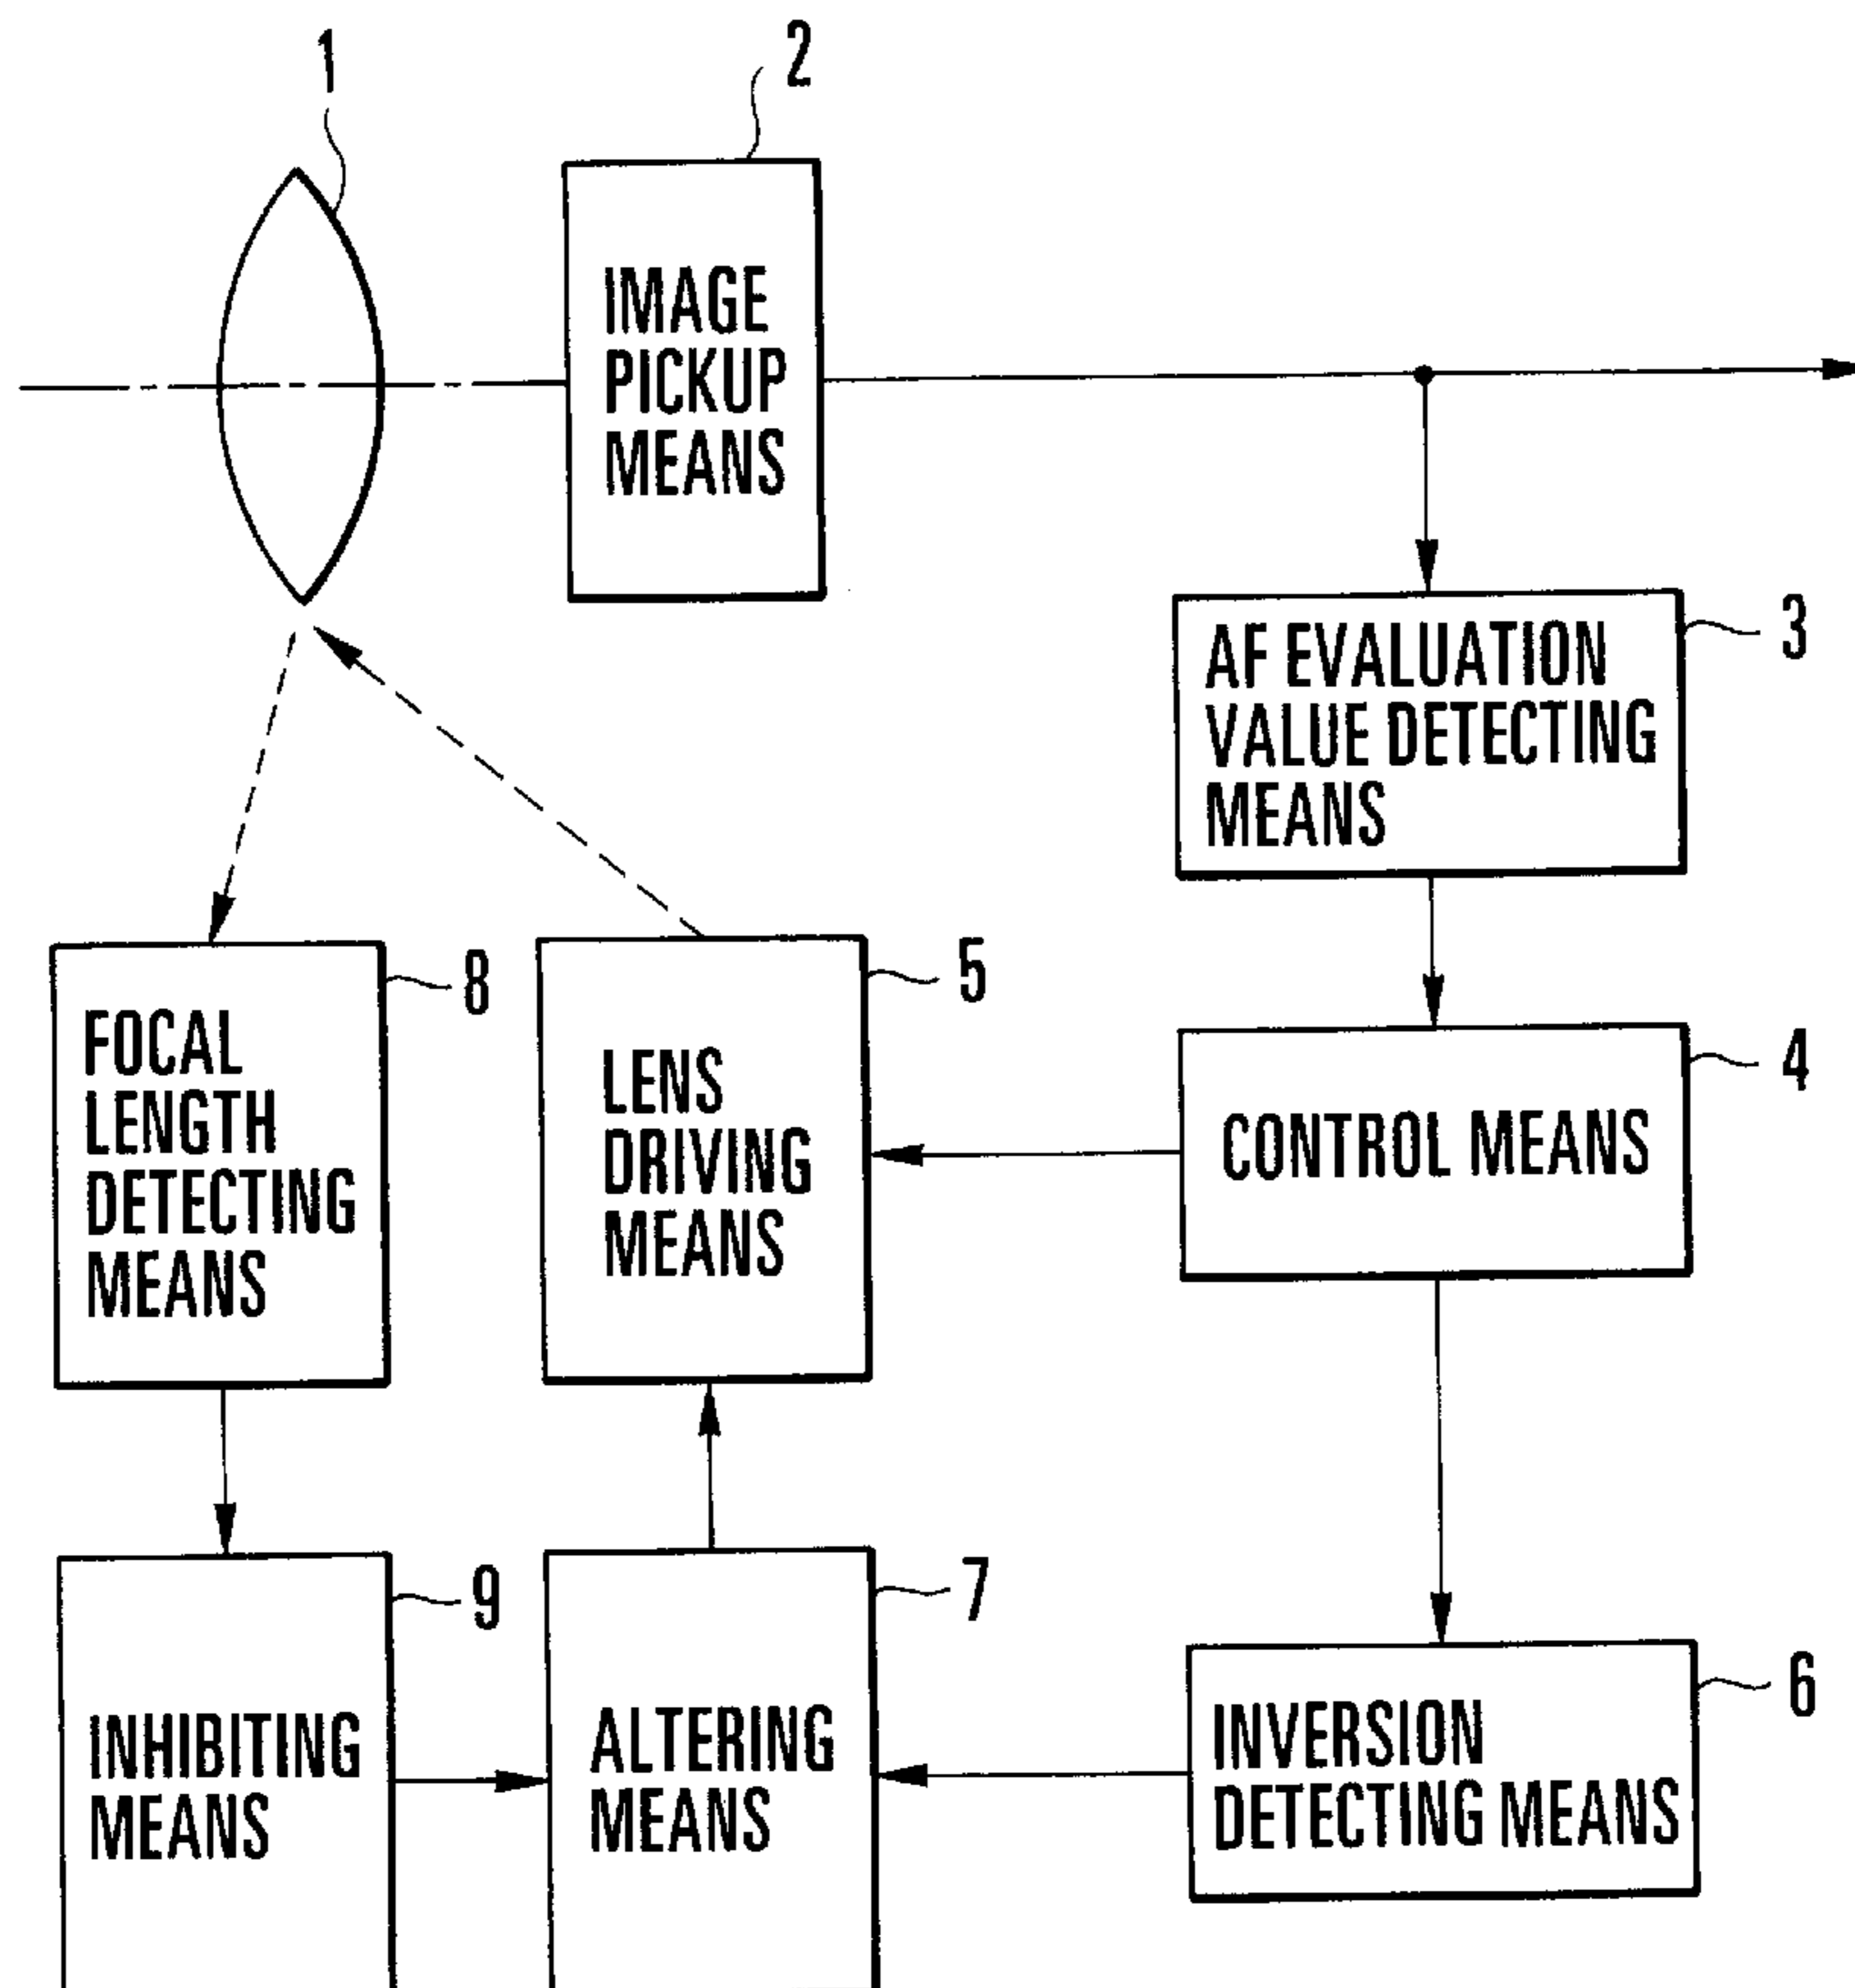 1
2
IMAGE
PICKUP
MEANS
3
AF EVALUATION
VALUE DETECTING
MEANS
8
FOCAL
LENGTH
DETECTING
MEANS
5
LENS
DRIVING
MEANS
4
CONTROL MEANS
9
INHIBITING
MEANS
7
ALTERING
MEANS
6
INVERSION
DETECTING MEANS